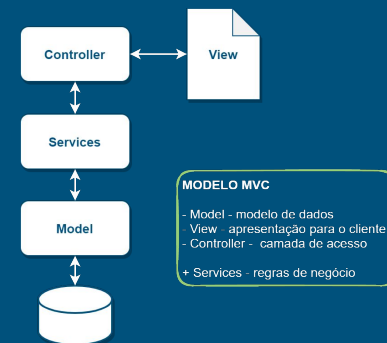 Controller
View
Services
Model
MODELO MVC
- Model - modelo de dados
- View - apresentação para o cliente
- Controller - camada de acesso
+ Services - regras de negócio